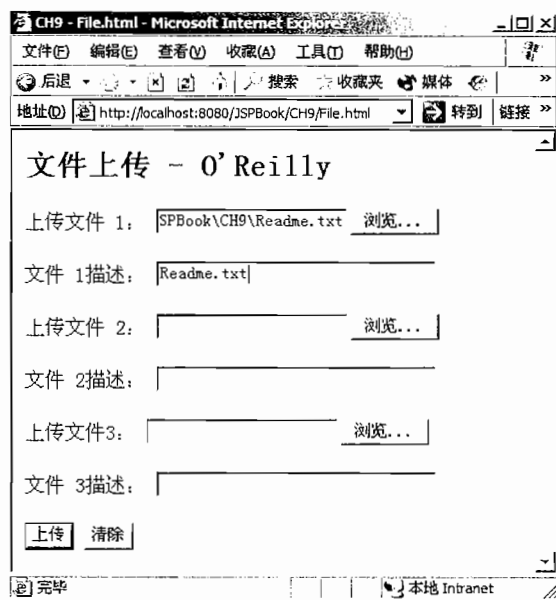 CH9 - File.html - Microsoft Internet Explorer
文件(F) 编辑(E) 查看(V) 收藏(A) 工具(T) 帮助(H)
后退 搜索 收藏夹 媒体 »
地址(D) http://localhost:8080/JSPBook/CH9/File.html 转到 链接 »
文件上传 - O'Reilly
上传文件 1： SPBook\CH9\Readme.txt 浏览...
文件 1描述： Readme.txt
上传文件 2： 浏览...
文件 2描述：
上传文件3： 浏览...
文件 3描述：
上传 清除
完毕 本地 Intranet